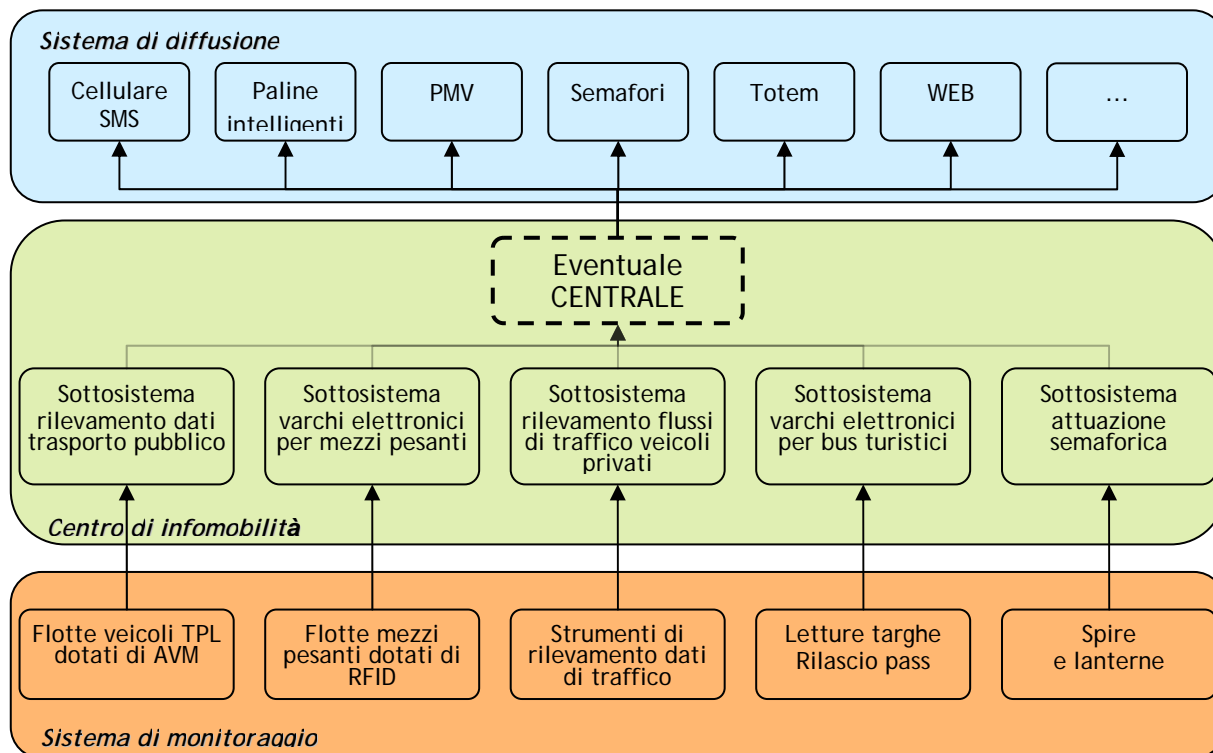 Sistema di diffusione
Cellulare
SMS
Paline
intelligenti
PMV
Semafori
Totem
WEB
...
Eventuale
CENTRALE
Sottosistema
rilevamento dati
trasporto pubblico
Sottosistema
varchi elettronici
per mezzi pesanti
Sottosistema
rilevamento flussi
di traffico veicoli
privati
Sottosistema
varchi elettronici
per bus turistici
Sottosistema
attuazione
semaforica
Centro di infomobilità
Flotte veicoli TPL
dotati di AVM
Flotte mezzi
pesanti dotati di
RFID
Strumenti di
rilevamento dati
di traffico
Letture targhe
Rilascio pass
Spire
e lanterne
Sistema di monitoraggio